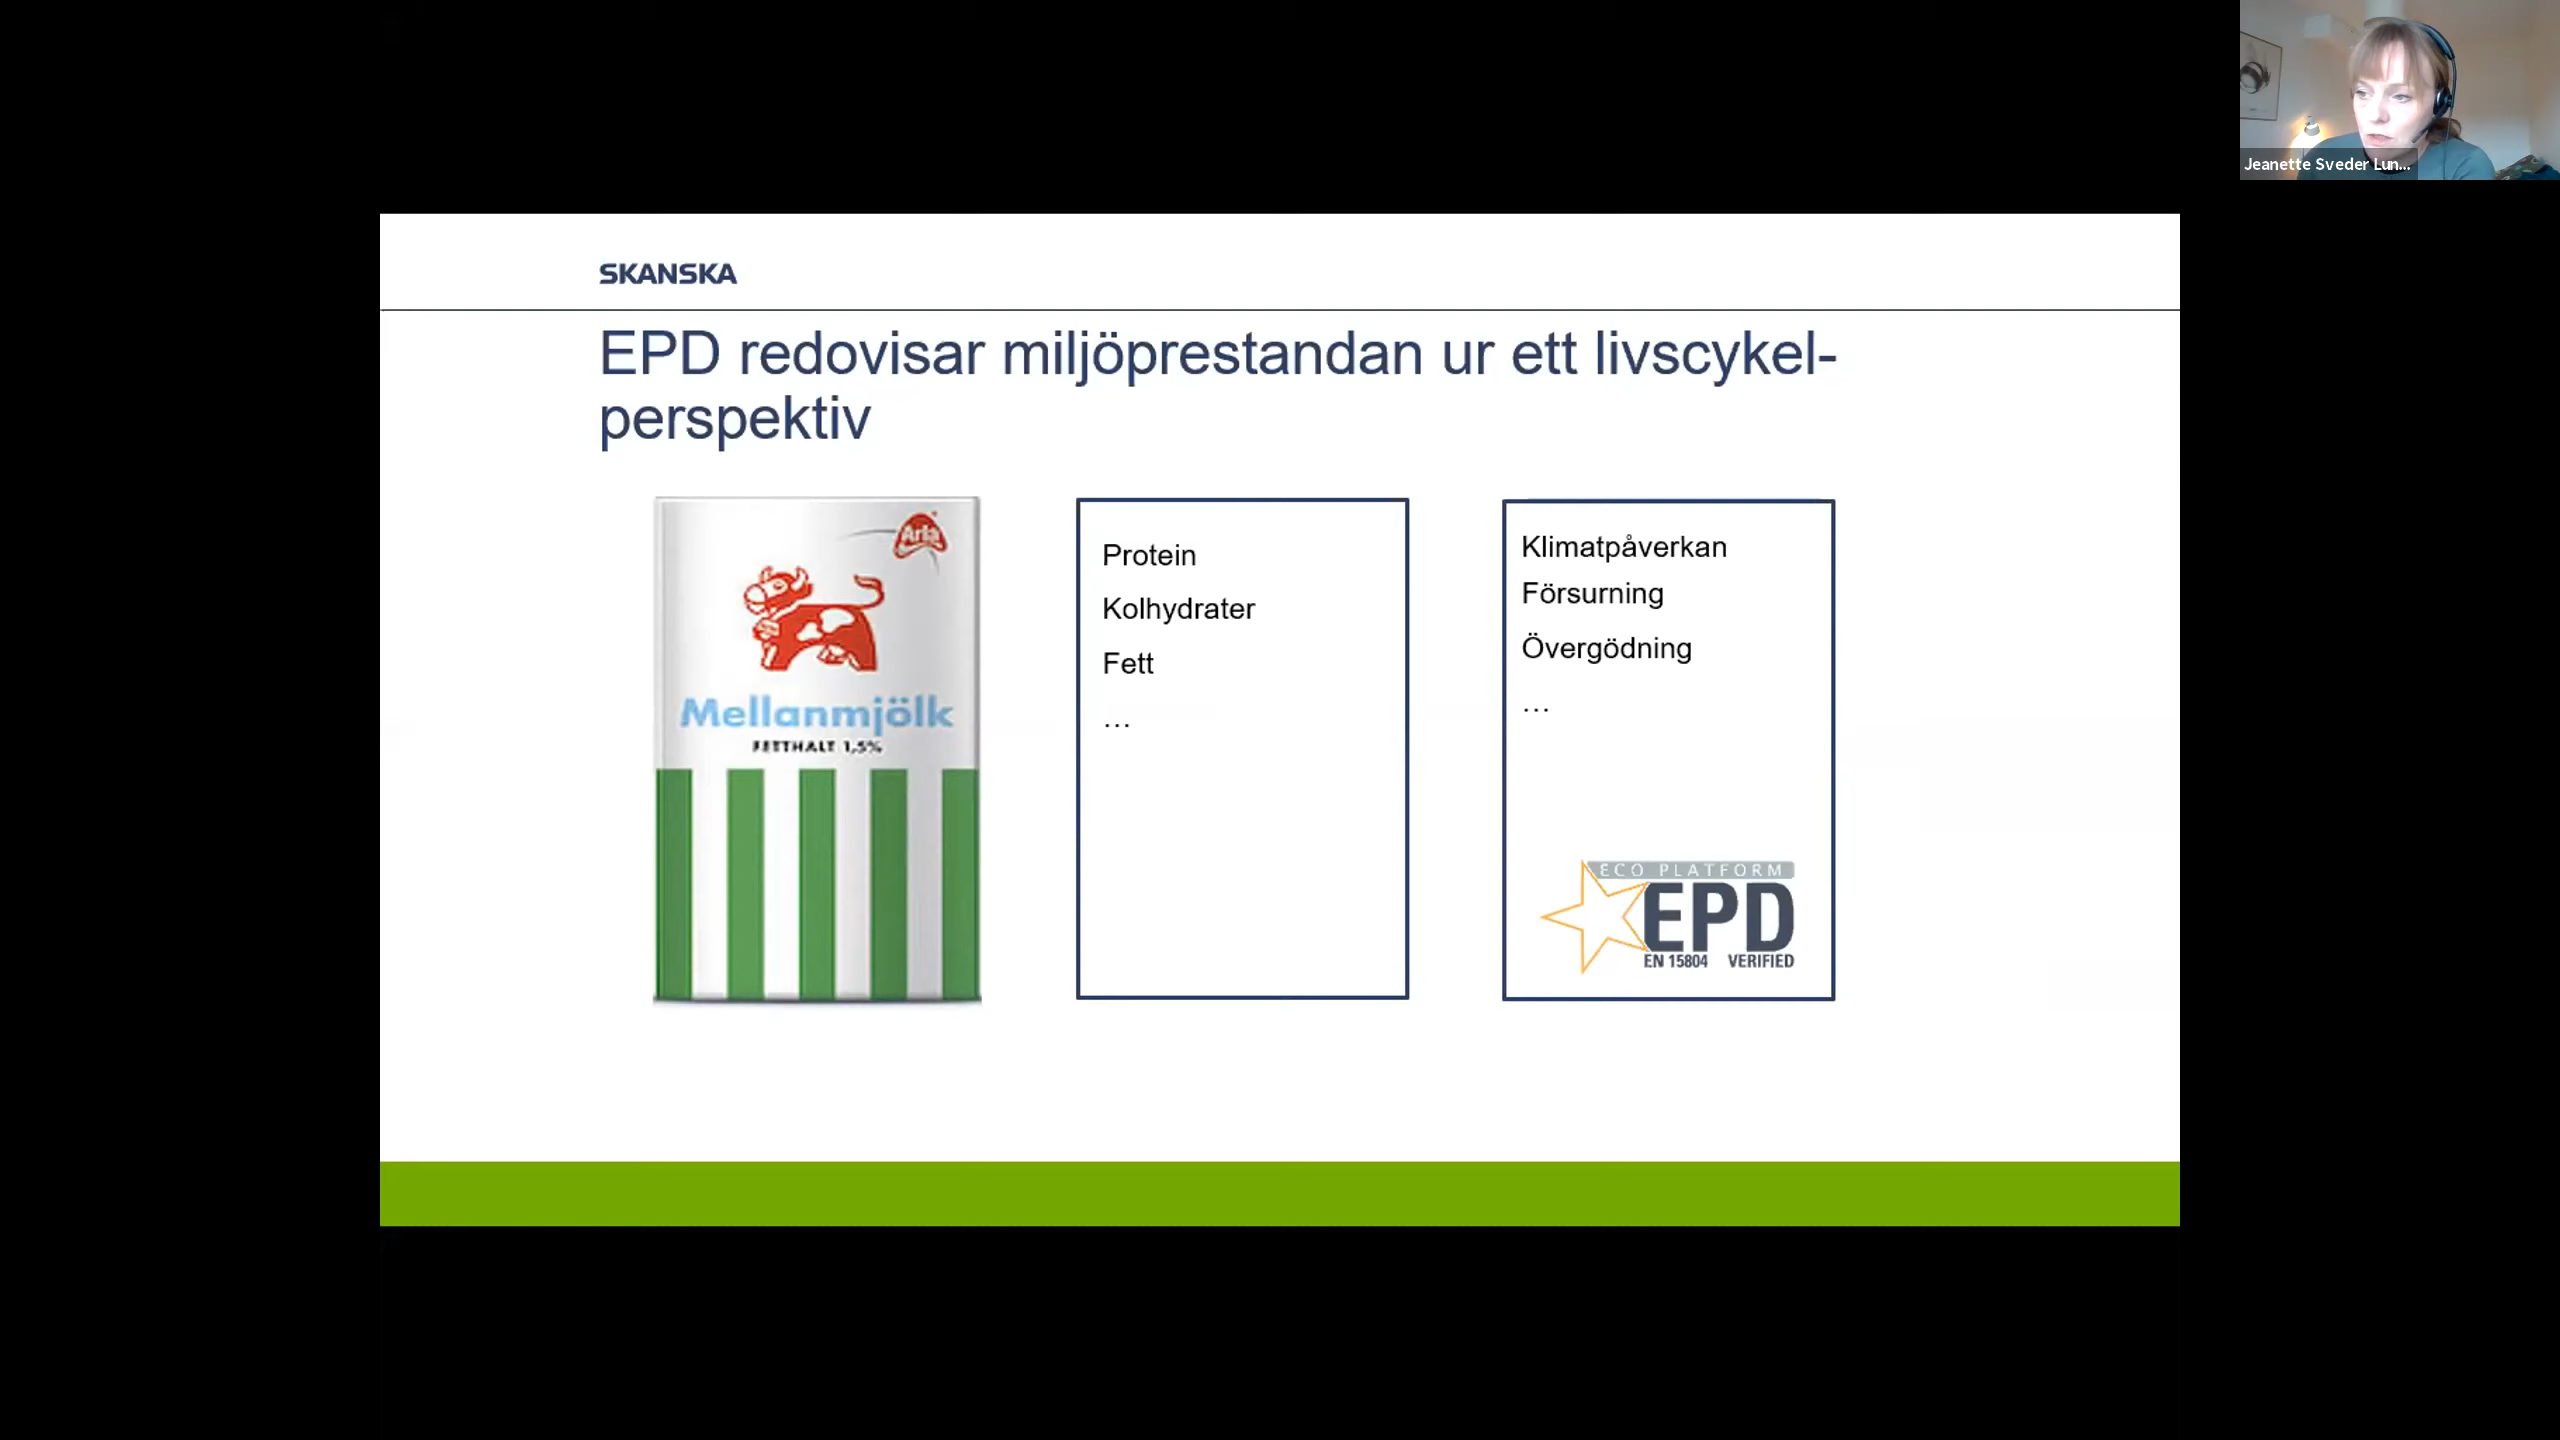 Jeanette Sveder Lun...
SKANSKA
EPD redovisar miljöprestandan ur ett livscykel-
perspektiv
Arla
Mellanmjölk
FETTHALT 1,5%
Protein
Kolhydrater
Fett
…
Klimatpåverkan
Försurning
Övergödning
…
ECO PLATFORM
EPD
EN 15804 VERIFIED